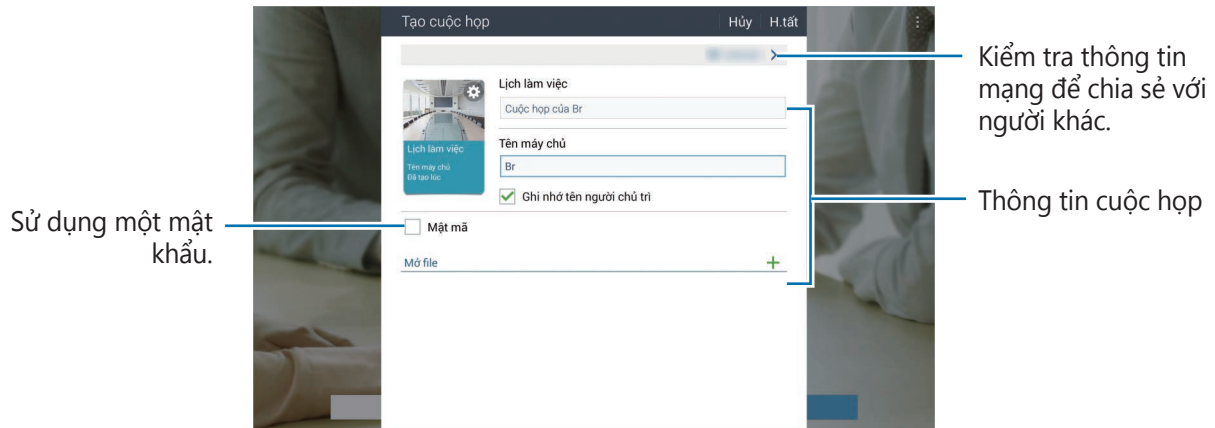 Tạo cuộc họp
Hủy
H.tất
Kiểm tra thông tin
mạng để chia sẻ với
người khác.
Lịch làm việc
Cuộc họp của Br
Lịch làm việc
Tên máy chủ
Đã tạo lúc
Tên máy chủ
Br
Ghi nhớ tên người chủ trì
Thông tin cuộc họp
Sử dụng một mật
khẩu.
Mật mã
Mở file